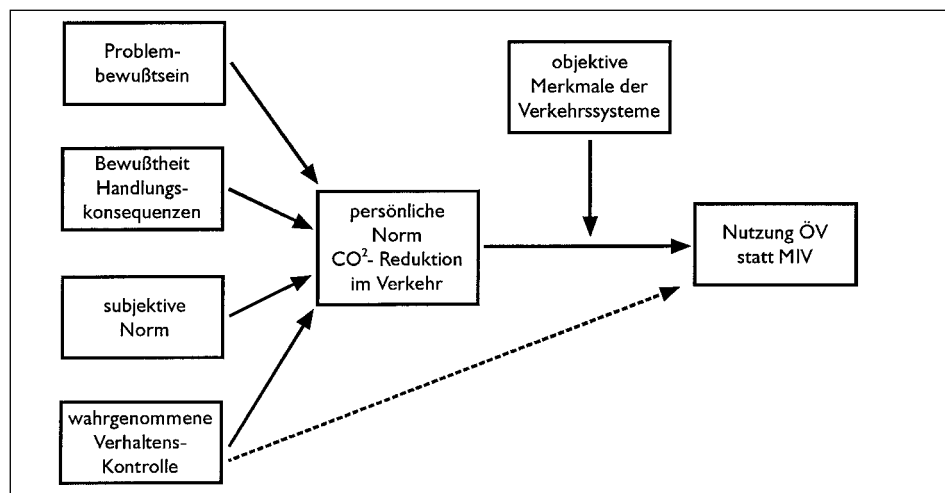 Problem-
bewußtsein
Bewußtheit
Handlungs-
konsequenzen
subjektive
Norm
wahrgenommene
Verhaltens-
Kontrolle
persönliche
Norm
CO²- Reduktion
im Verkehr
objektive
Merkmale der
Verkehrssysteme
Nutzung ÖV
statt MIV